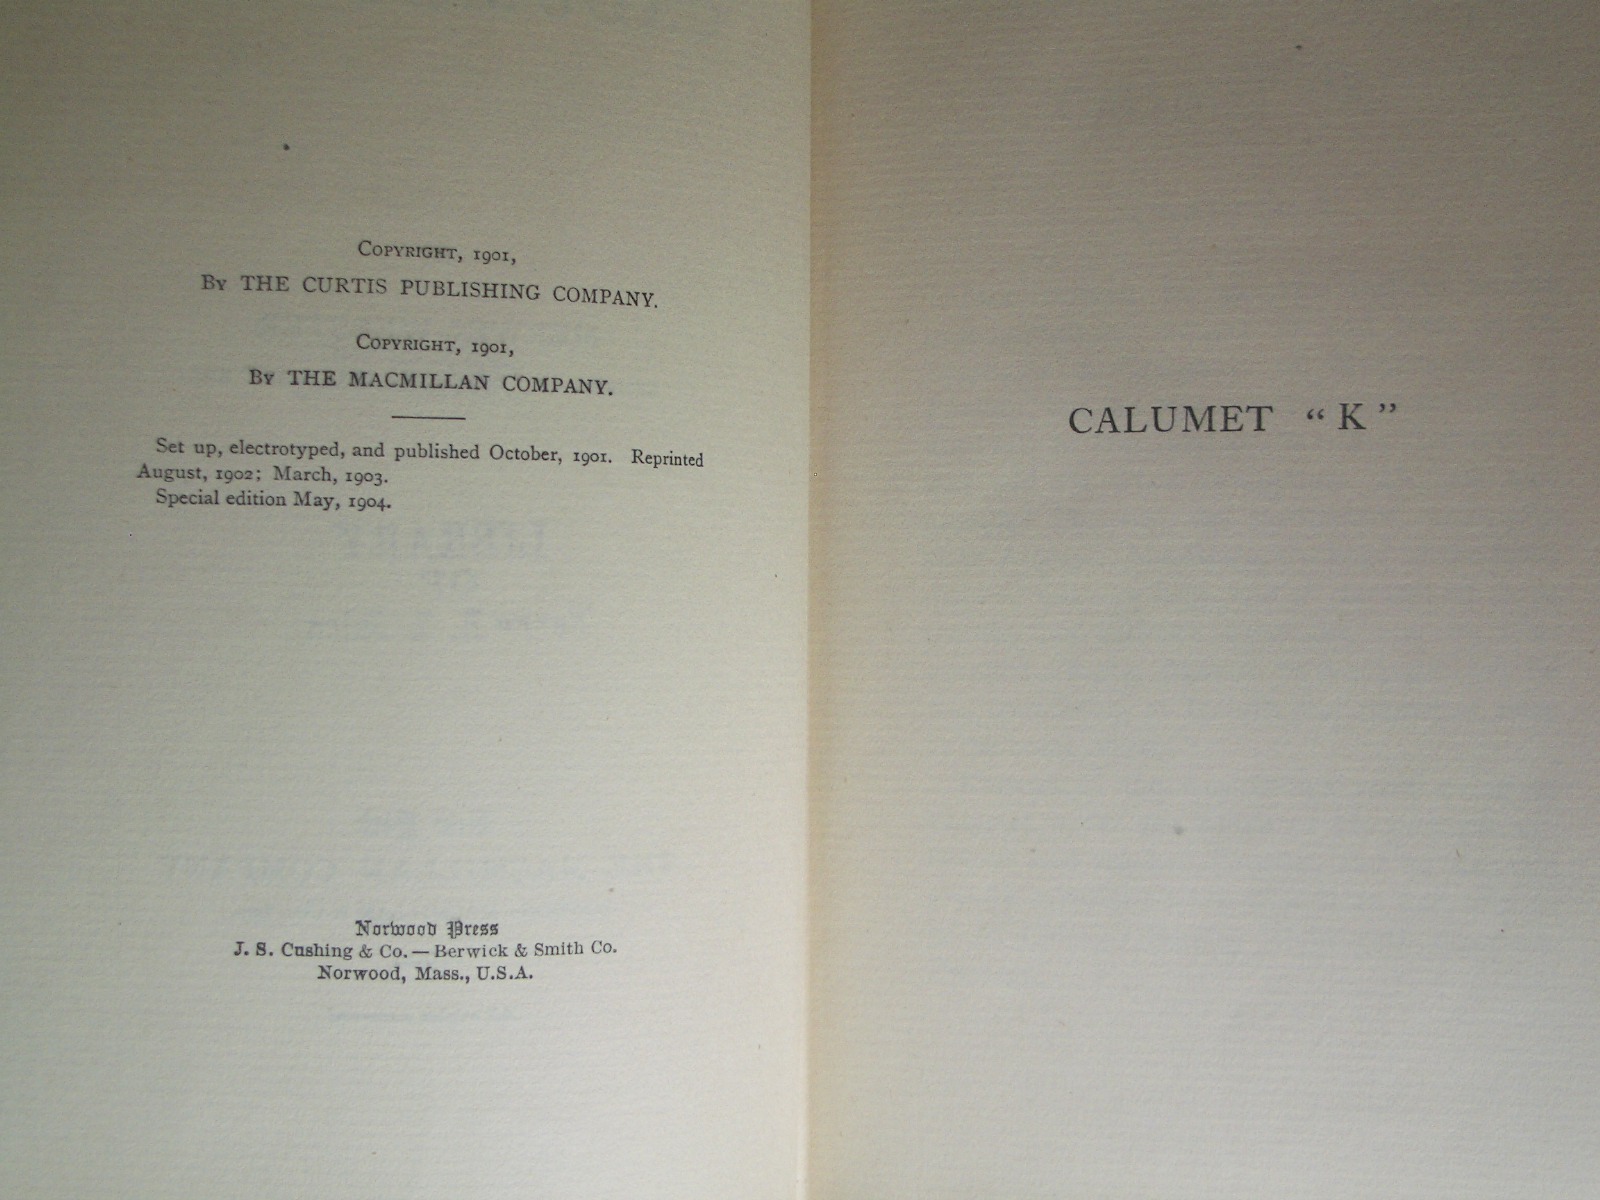 Copyright, 1901,
By THE CURTIS PUBLISHING COMPANY.
Copyright, 1901,
By THE MACMILLAN COMPANY.
Set up, electrotyped, and published October, 1901. Reprinted
August, 1902; March, 1903.
Special edition May, 1904.
Norwood Press
J. S. Cushing & Co. — Berwick & Smith Co.
Norwood, Mass., U.S.A.
CALUMET "K"